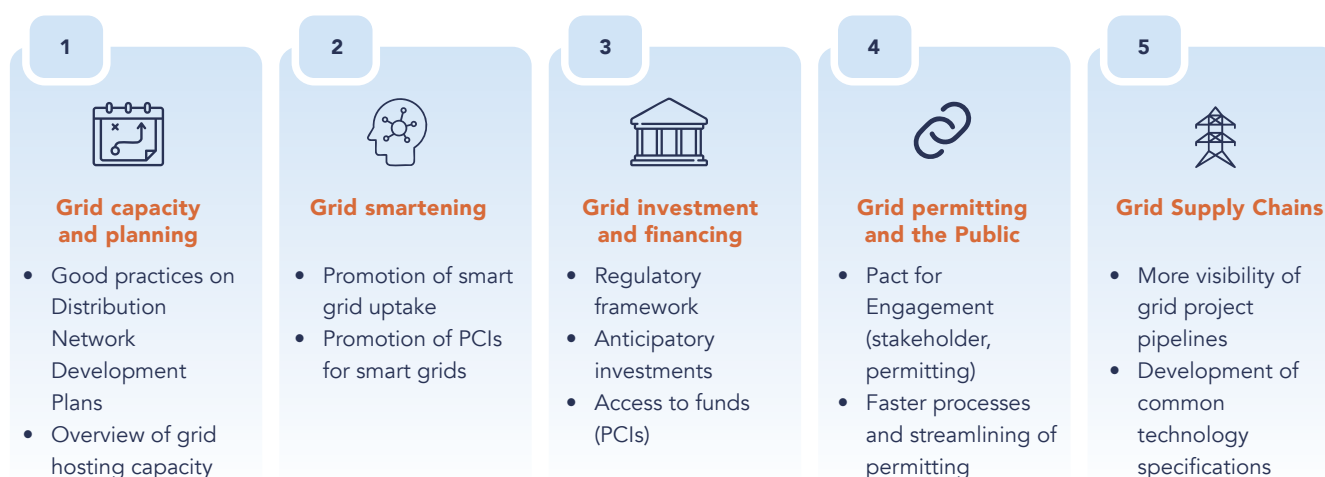 1
Grid capacity
and planning
• Good practices on
Distribution
Network
Development
Plans
• Overview of grid
hosting capacity
2
Grid smartening
• Promotion of smart
grid uptake
• Promotion of PCIs
for smart grids
3
Grid investment
and financing
• Regulatory
framework
• Anticipatory
investments
• Access to funds
(PCIs)
4
Grid permitting
and the Public
• Pact for
Engagement
(stakeholder,
permitting)
• Faster processes
and streamlining of
permitting
5
Grid Supply Chains
• More visibility of
grid project
pipelines
• Development of
common
technology
specifications